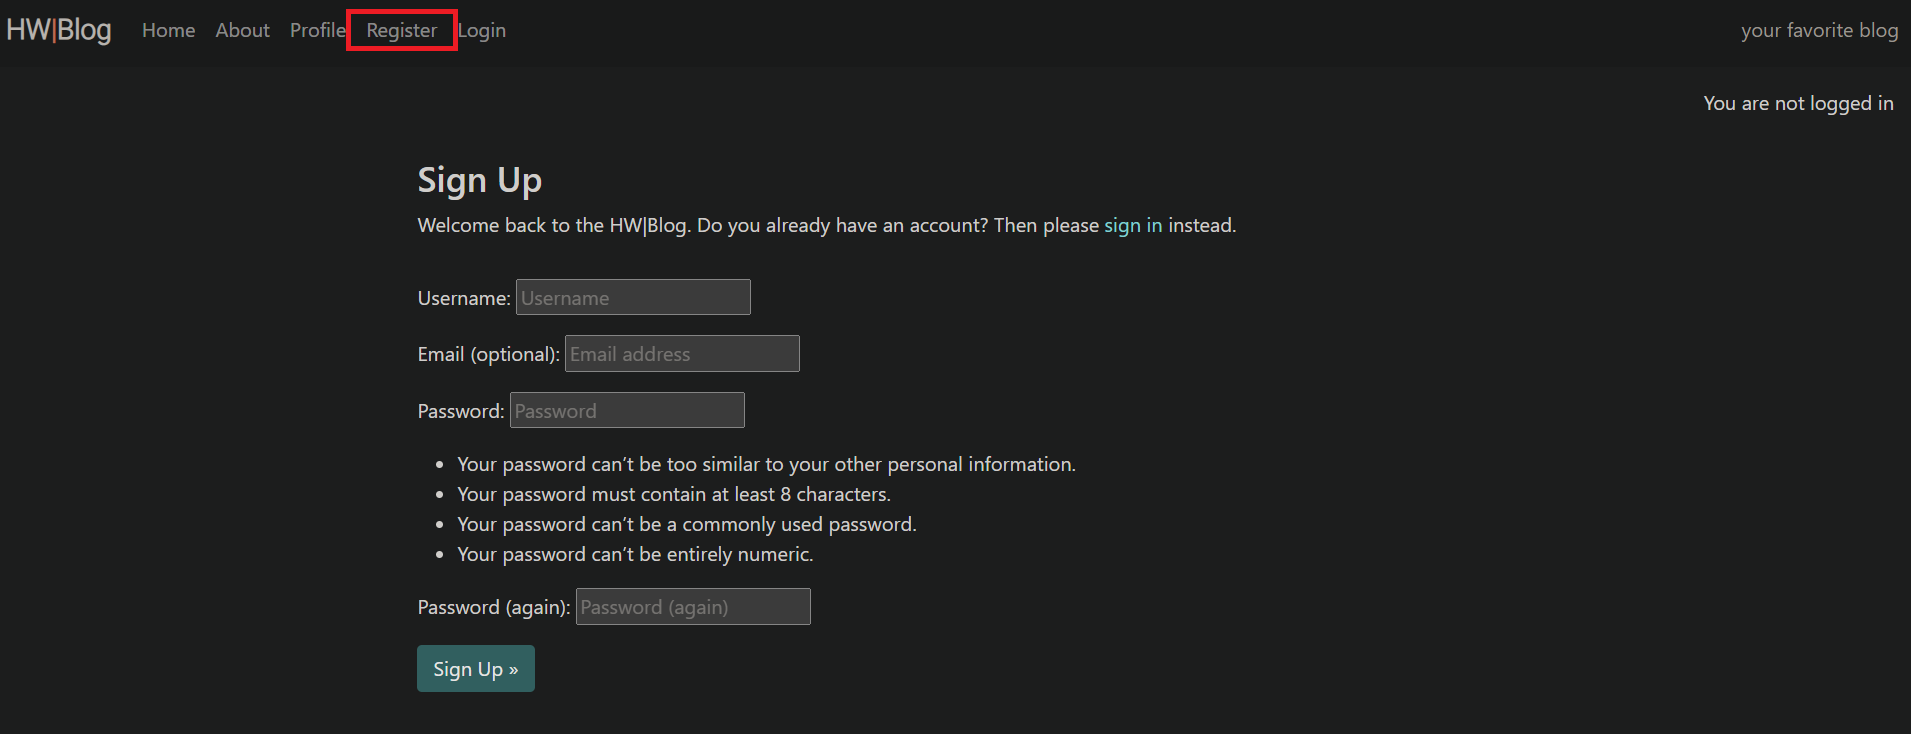 HW|Blog Home About Profile Register Login your favorite blog
You are not logged in
Sign Up
Welcome back to the HW|Blog. Do you already have an account? Then please sign in instead.
Username: Username
Email (optional): Email address
Password: Password
• Your password can’t be too similar to your other personal information.
• Your password must contain at least 8 characters.
• Your password can’t be a commonly used password.
• Your password can’t be entirely numeric.
Password (again): Password (again)
Sign Up »